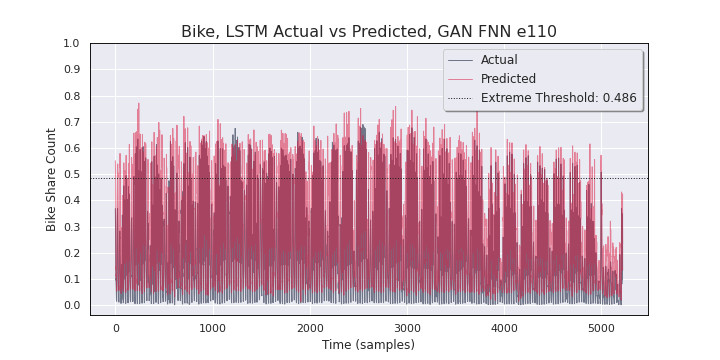 Bike, LSTM Actual vs Predicted, GAN FNN e110
Actual
Predicted
Extreme Threshold: 0.486
Bike Share Count
1.0
0.9
0.8
0.7
0.6
0.5
0.4
0.3
0.2
0.1
0.0
0
1000
2000
3000
4000
5000
Time (samples)